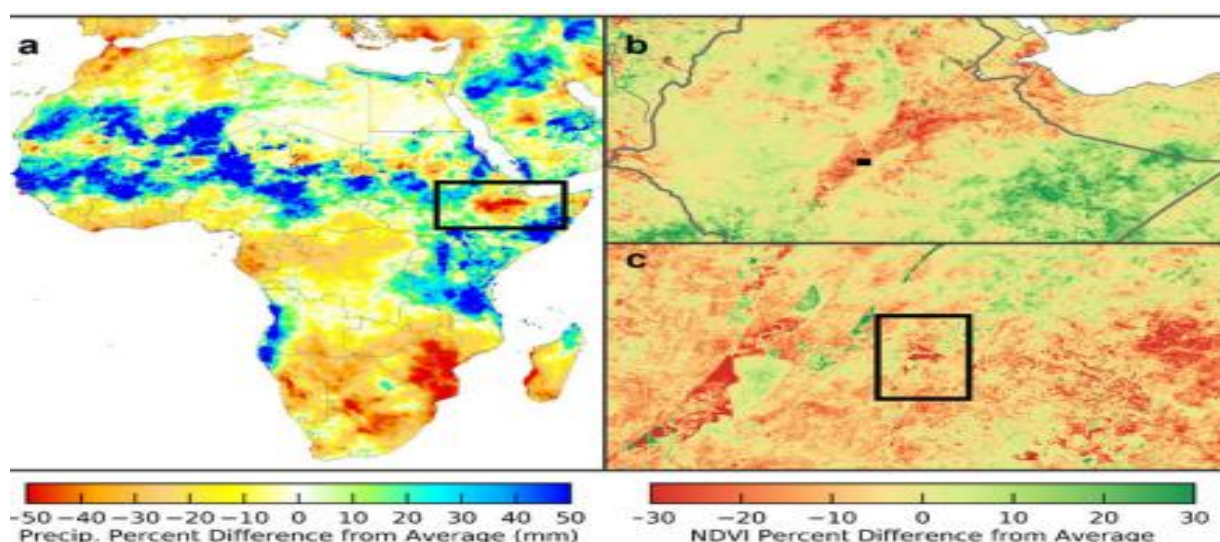 a
b
c
−50 −40 −30 −20 −10 0 10 20 30 40 50
Precip. Percent Difference from Average (mm)
−30 −20 −10 0 10 20 30
NDVI Percent Difference from Average